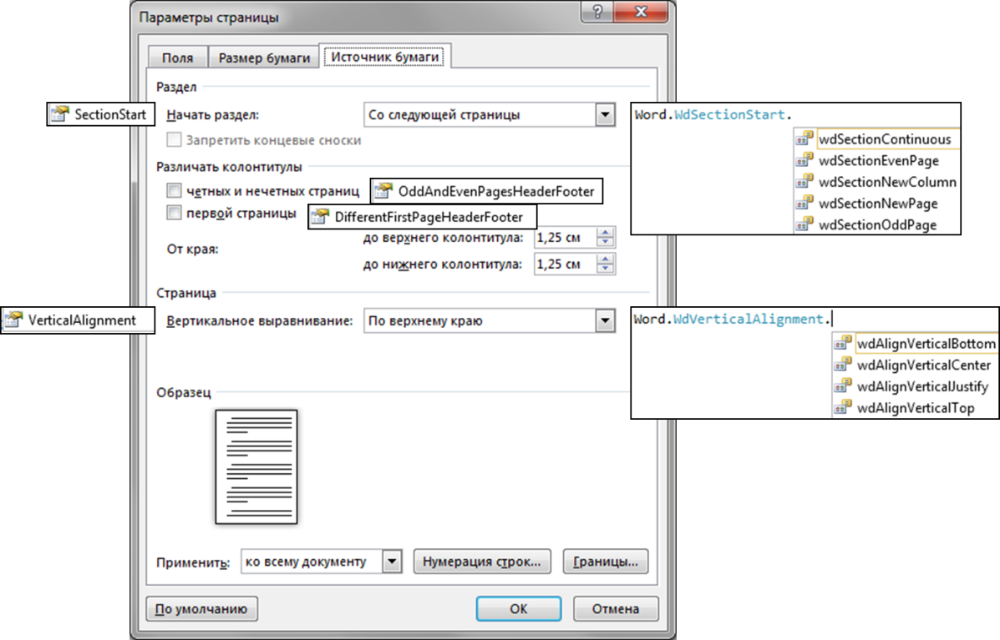 Параметры страницы
?
Поля
Размер бумаги
Источник бумаги
Раздел
SectionStart
Начать раздел:
Со следующей страницы
Word.WdSectionStart.
wdSectionContinuous
wdSectionEvenPage
wdSectionNewColumn
wdSectionNewPage
wdSectionOddPage
Запретить концевые сноски
Различать колонтитулы
четных и нечетных страниц
OddAndEvenPagesHeaderFooter
первой страницы
DifferentFirstPageHeaderFooter
От края:
до верхнего колонтитула:
1,25 см
до нижнего колонтитула:
1,25 см
Страница
VerticalAlignment
Вертикальное выравнивание:
По верхнему краю
Word.WdVerticalAlignment.
wdAlignVerticalBottom
wdAlignVerticalCenter
wdAlignVerticalJustify
wdAlignVerticalTop
Образец
Применить:
ко всему документу
Нумерация строк...
Границы...
По умолчанию
ОК
Отмена